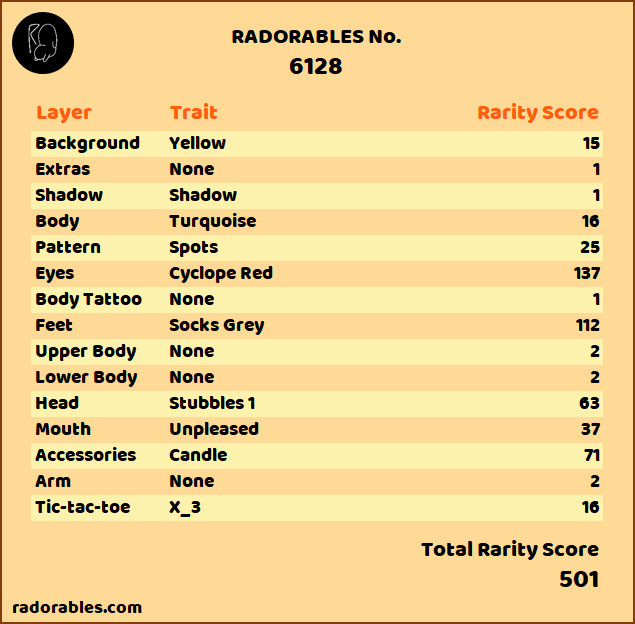 RADORABLES No.
6128
Layer Trait Rarity Score
Background Yellow 15
Extras None 1
Shadow Shadow 1
Body Turquoise 16
Pattern Spots 25
Eyes Cyclope Red 137
Body Tattoo None 1
Feet Socks Grey 112
Upper Body None 2
Lower Body None 2
Head Stubbles 1 63
Mouth Unpleased 37
Accessories Candle 71
Arm None 2
Tic-tac-toe X_3 16
Total Rarity Score
501
radorables.com